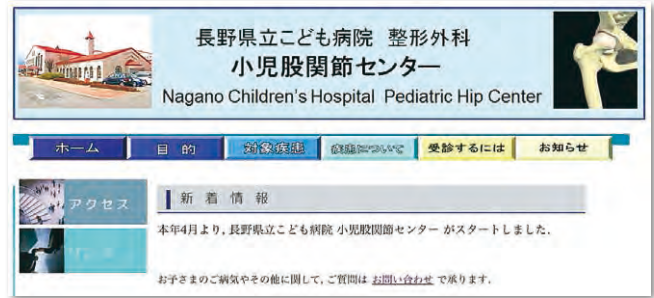 長野県立こども病院 整形外科
小児股関節センター
Nagano Children's Hospital Pediatric Hip Center
ホーム 目的 対象疾患 疾患について 受診するには お知らせ
アクセス
新着情報
本年4月より，長野県立こども病院 小児股関節センター がスタートしました．
お子さまのご病気やその他に関して，ご質問は お問い合わせ で承ります．